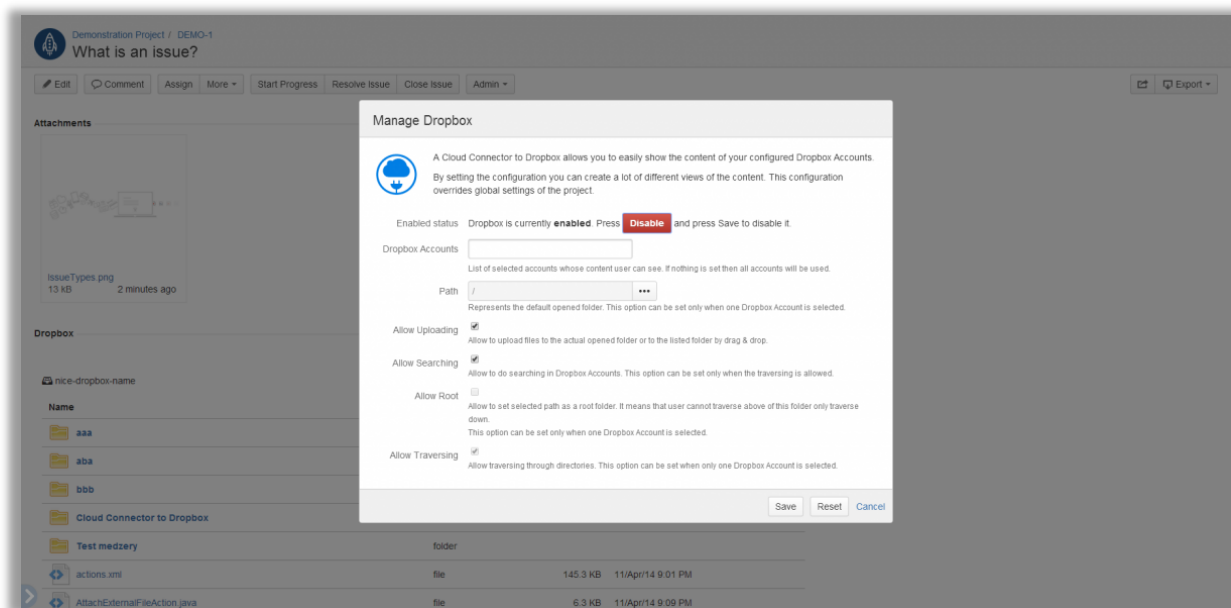 Demonstration Project / DEMO-1
What is an issue?
Edit Comment Assign More Start Progress Resolve Issue Close Issue Admin Export
Attachments
IssueTypes.png
13 kB 2 minutes ago
Dropbox
nice-dropbox-name
Name
aaa
aba
bbb
Cloud Connector to Dropbox
Test medzery folder
actions.xml file 145.3 KB 11/Apr/14 9:01 PM
AttachExternalFileAction.java file 6.3 KB 11/Apr/14 9:09 PM
Manage Dropbox
A Cloud Connector to Dropbox allows you to easily show the content of your configured Dropbox Accounts.
By setting the configuration you can create a lot of different views of the content. This configuration
overrides global settings of the project.
Enabled status Dropbox is currently enabled. Press Disable and press Save to disable it.
Dropbox Accounts
List of selected accounts whose content user can see. If nothing is set then all accounts will be used.
Path / •••
Represents the default opened folder. This option can be set only when one Dropbox Account is selected.
Allow Uploading
Allow to upload files to the actual opened folder or to the listed folder by drag & drop.
Allow Searching
Allow to do searching in Dropbox Accounts. This option can be set only when the traversing is allowed.
Allow Root
Allow to set selected path as a root folder. It means that user cannot traverse above of this folder only traverse
down.
This option can be set only when one Dropbox Account is selected.
Allow Traversing
Allow traversing through directories. This option can be set when only one Dropbox Account is selected.
Save Reset Cancel